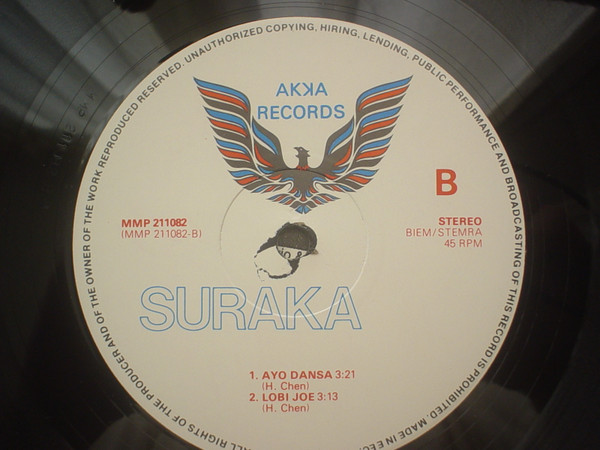 ALL RIGHTS OF THE PRODUCER AND OF THE OWNER OF THE WORK REPRODUCED RESERVED. UNAUTHORIZED COPYING, HIRING, LENDING, PUBLIC PERFORMANCE AND BROADCASTING OF THIS RECORD IS PROHIBITED. MADE IN EEC.
AKKA
RECORDS
B
MMP 211082
(MMP 211082-B)
STEREO
BIEM/STEMRA
45 RPM
SURAKA
1. AYO DANSA 3:21
(H. Chen)
2. LOBI JOE 3:13
(H. Chen)